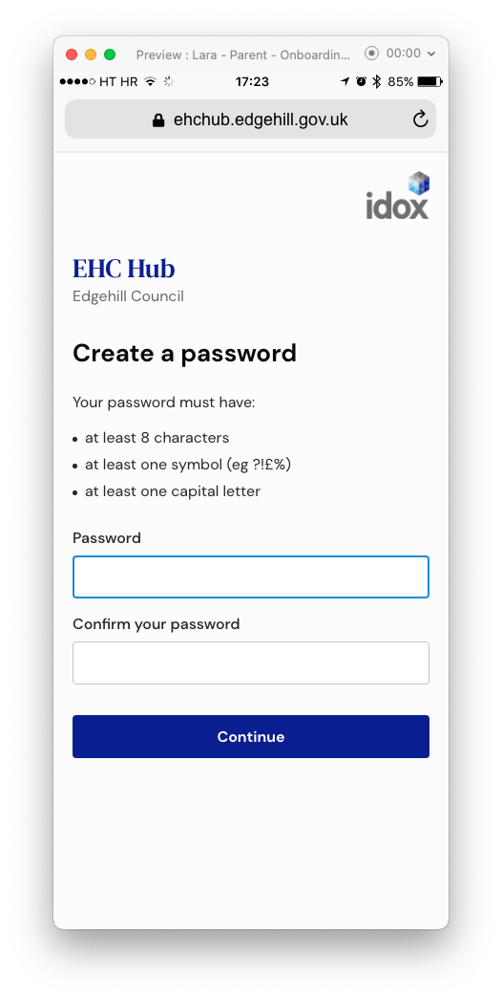 Preview : Lara - Parent - Onboardin... 00:00
HT HR 17:23 85%
ehchub.edgehill.gov.uk
idox
EHC Hub
Edgehill Council
Create a password
Your password must have:
• at least 8 characters
• at least one symbol (eg ?!£%)
• at least one capital letter
Password
Confirm your password
Continue